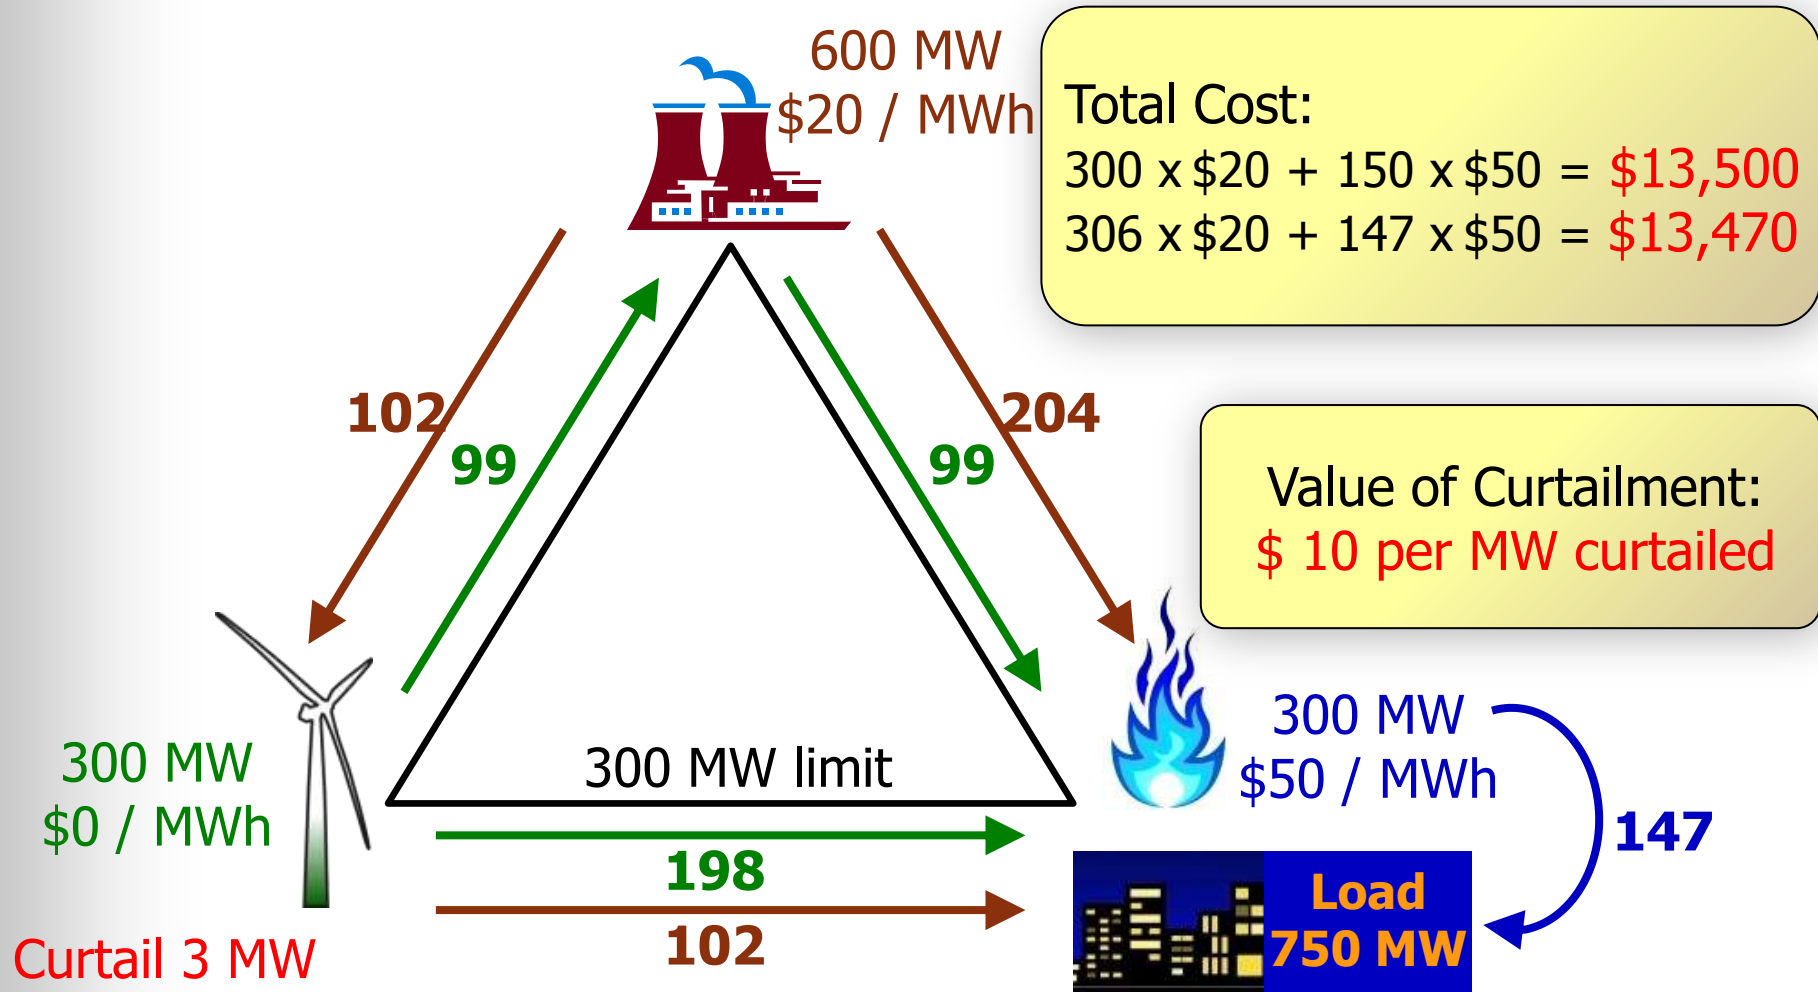 600 MW
$20 / MWh
Total Cost:
300 x $20 + 150 x $50 = $13,500
306 x $20 + 147 x $50 = $13,470
102
99
99
204
Value of Curtailment:
$ 10 per MW curtailed
300 MW
$0 / MWh
300 MW limit
300 MW
$50 / MWh
147
198
102
Load
750 MW
Curtail 3 MW